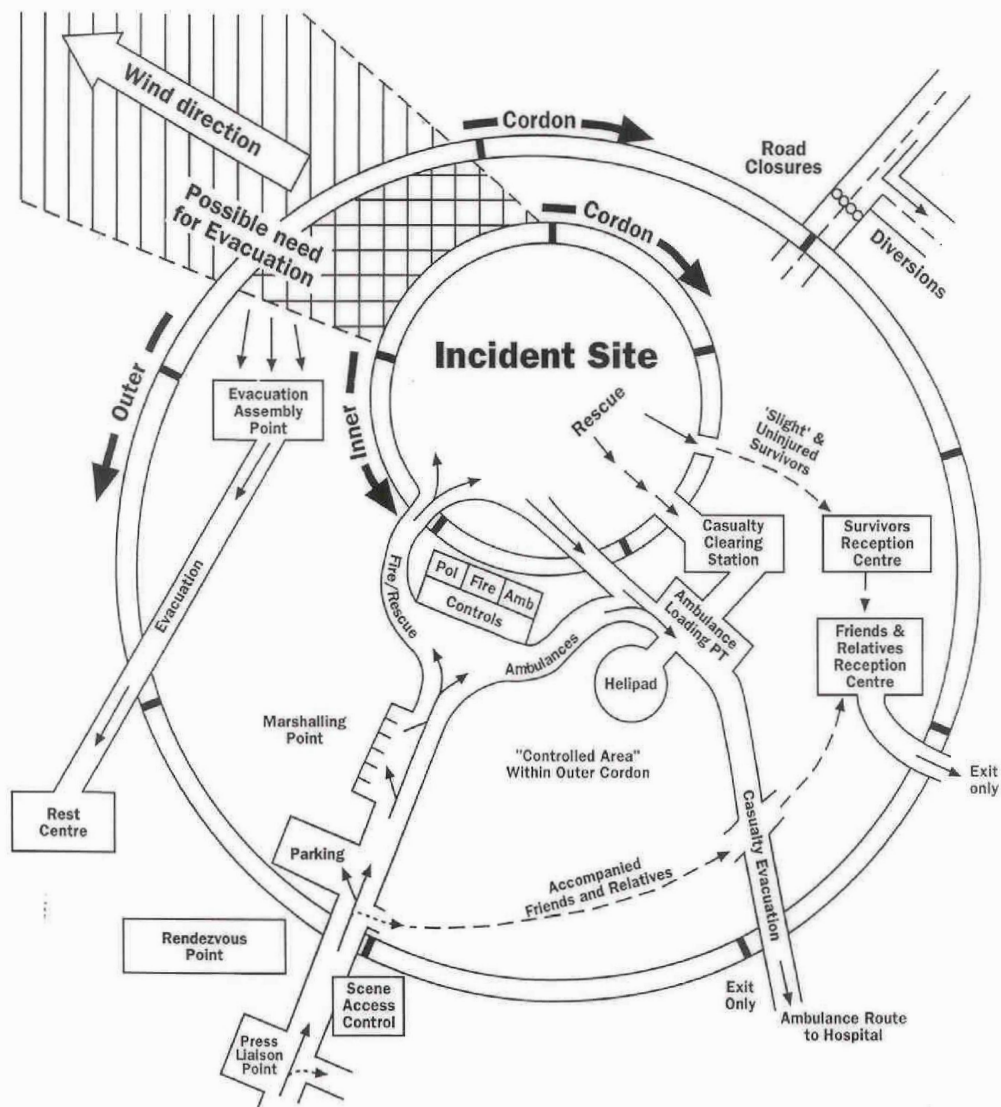 Wind direction
Cordon
Road
Closures
Possible need
for Evacuation
Cordon
Diversions
Incident Site
Outer
Inner
Evacuation
Assembly
Point
Rescue
'Slight' &
Uninjured
Survivors
Casualty
Clearing
Station
Survivors
Reception
Centre
Fire/Rescue
Pol Fire Amb
Controls
Evacuation
Ambulance
Loading PT
Ambulances
Friends &
Relatives
Reception
Centre
Helipad
Marshalling
Point
"Controlled Area"
Within Outer Cordon
Exit
only
Rest
Centre
Parking
Casualty Evacuation
Accompanied
Friends and Relatives
Rendezvous
Point
Scene
Access
Control
Exit
Only
Ambulance Route
to Hospital
Press
Liaison
Point